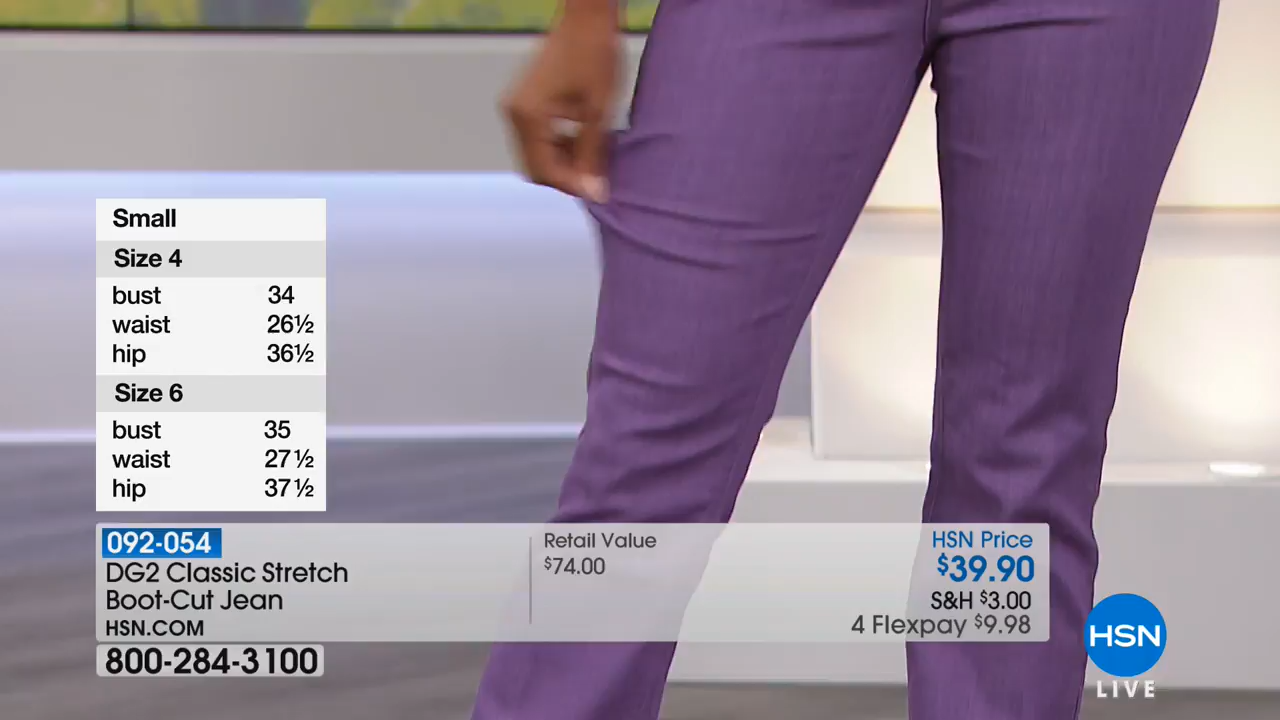 Small
Size 4
bust 34
waist 26½
hip 36½
Size 6
bust 35
waist 27½
hip 37½
092-054
DG2 Classic Stretch
Boot-Cut Jean
HSN.COM
800-284-3100
Retail Value
$74.00
HSN Price
$39.90
S&H $3.00
4 Flexpay $9.98
HSN
LIVE